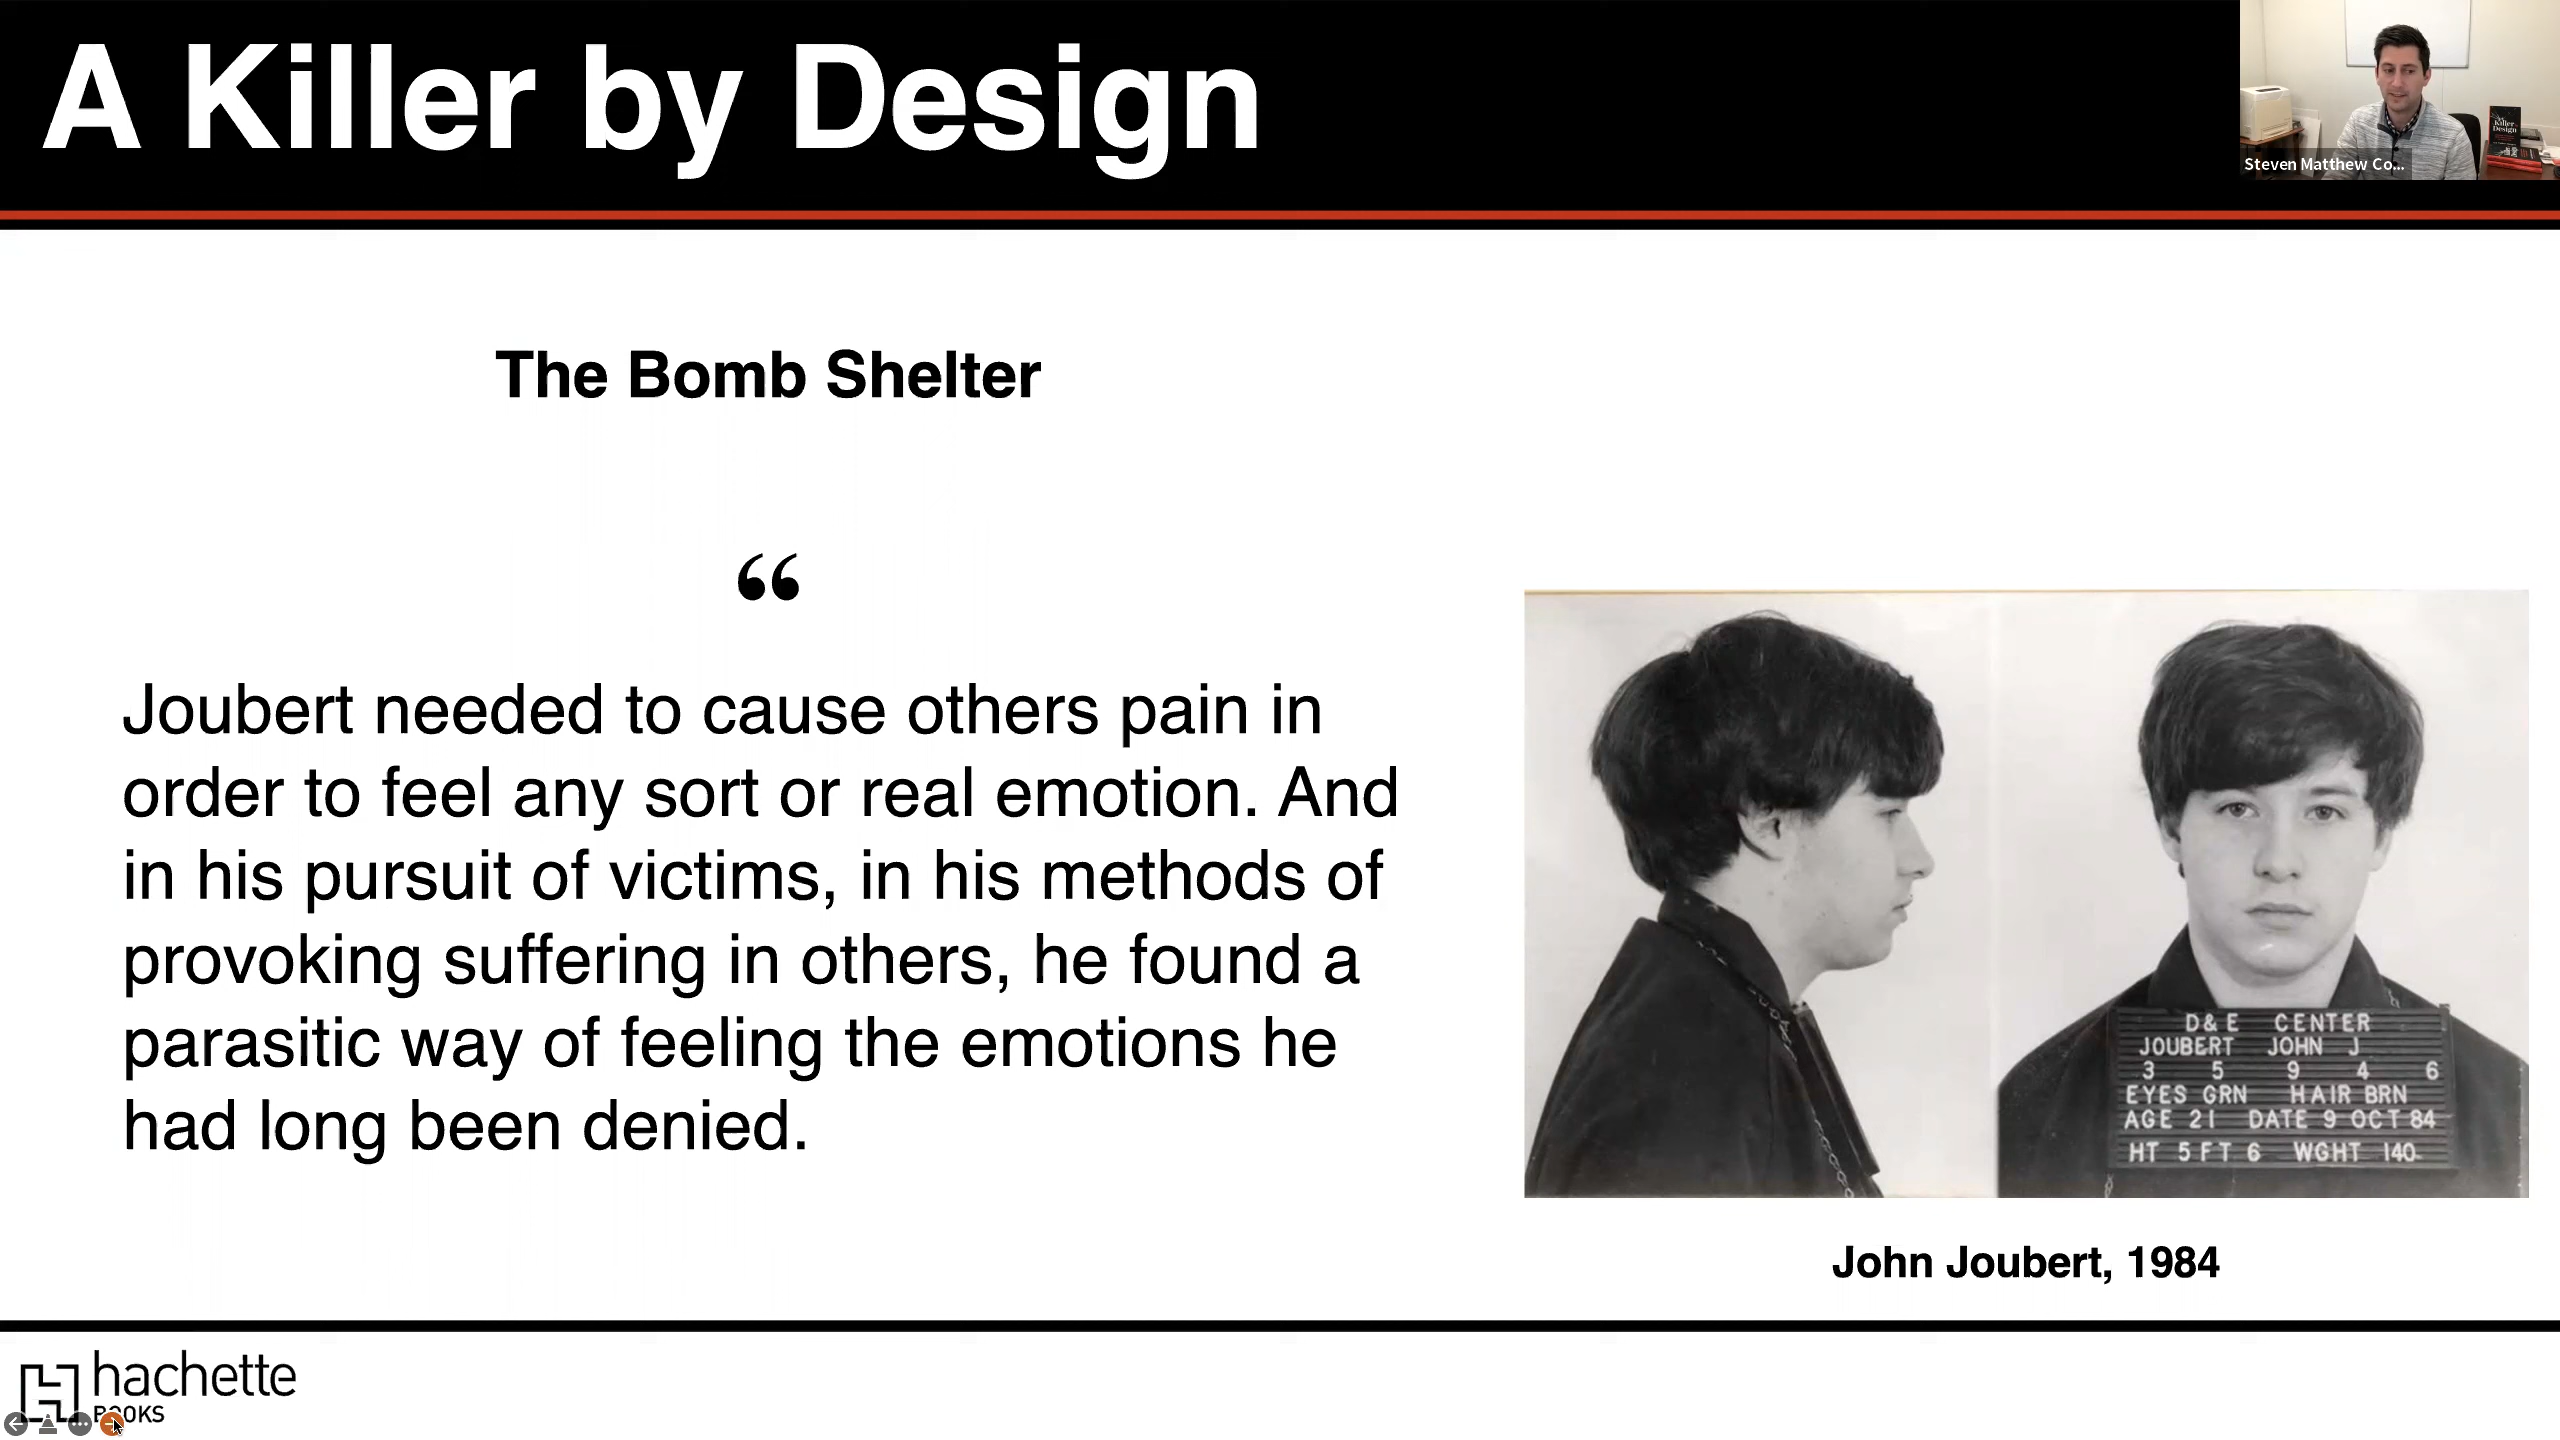 A Killer by Design
Steven Matthew Co...
Killer
Design
The Bomb Shelter
“
Joubert needed to cause others pain in
order to feel any sort or real emotion. And
in his pursuit of victims, in his methods of
provoking suffering in others, he found a
parasitic way of feeling the emotions he
had long been denied.
D&E CENTER
JOUBERT JOHN J
3 5 9 4 6
EYES GRN HAIR BRN
AGE 21 DATE 9 OCT 84
HT 5FT 6 WGHT 140
John Joubert, 1984
hachette
BOOKS